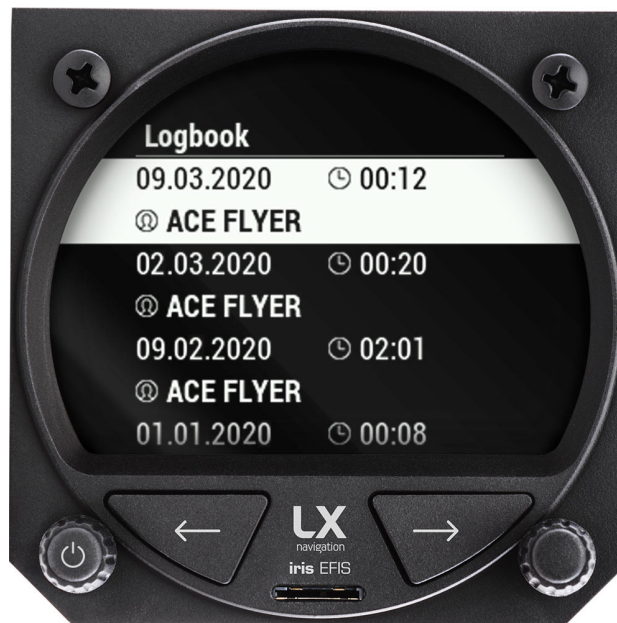 Logbook
09.03.2020 00:12
ACE FLYER
02.03.2020 00:20
ACE FLYER
09.02.2020 02:01
ACE FLYER
01.01.2020 00:08
LX
navigation
iris EFIS